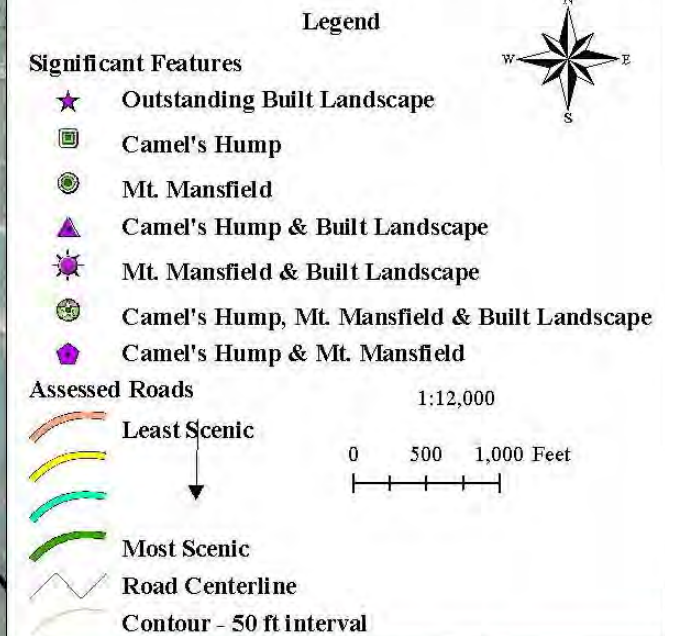 Legend
N
W E
S
Significant Features
Outstanding Built Landscape
Camel's Hump
Mt. Mansfield
Camel's Hump & Built Landscape
Mt. Mansfield & Built Landscape
Camel's Hump, Mt. Mansfield & Built Landscape
Camel's Hump & Mt. Mansfield
Assessed Roads
1:12,000
Least Scenic
0 500 1,000 Feet
Most Scenic
Road Centerline
Contour - 50 ft interval